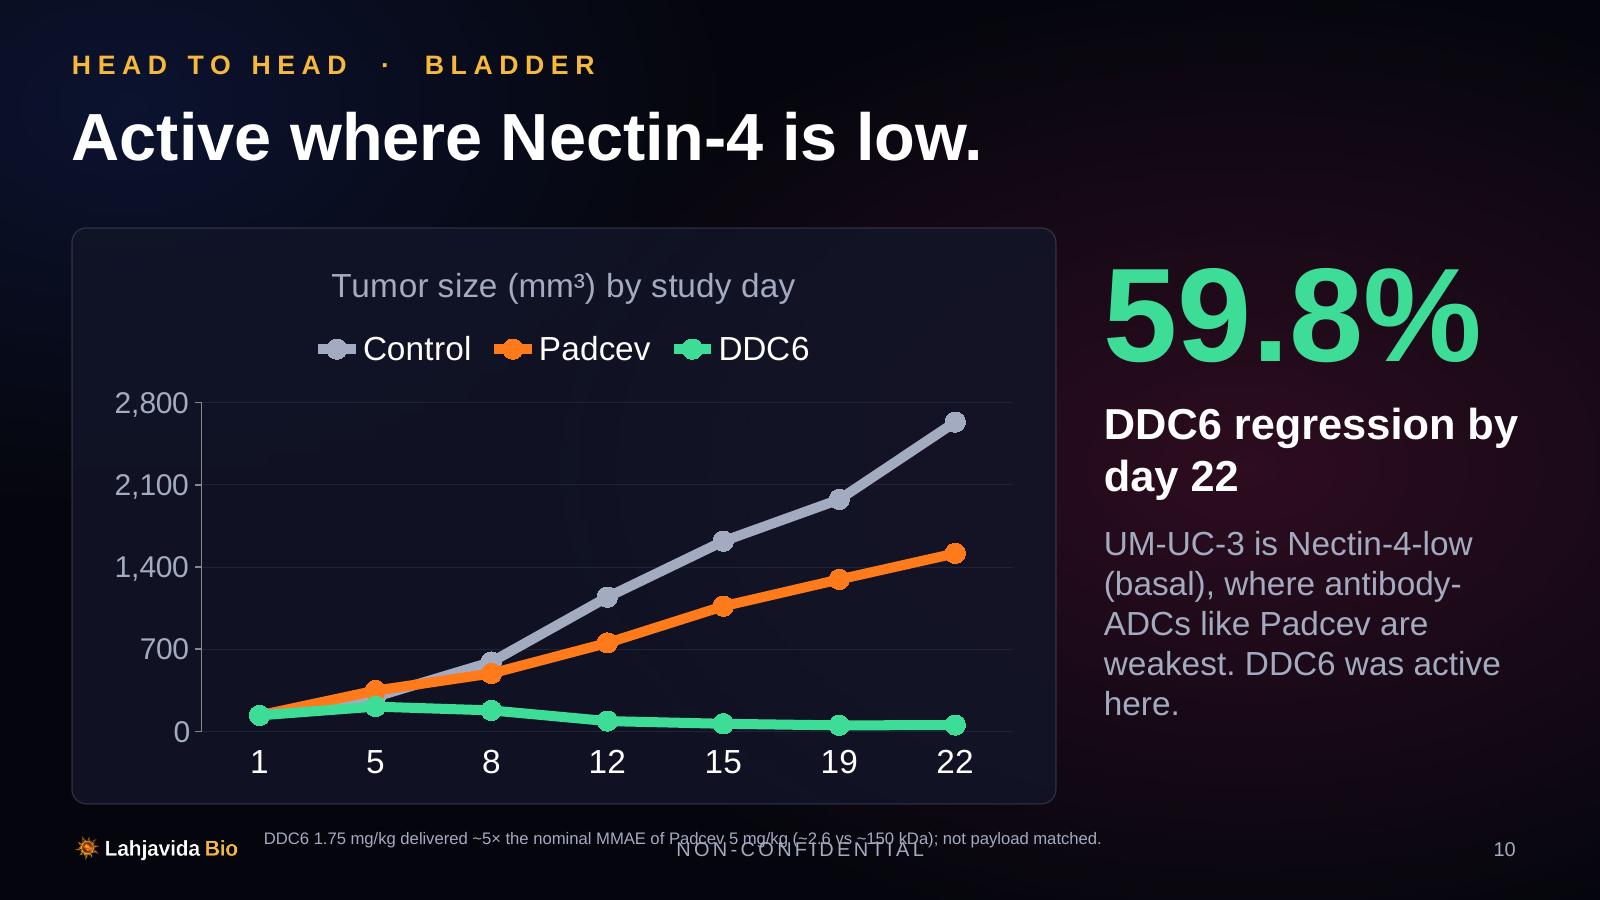 HEAD TO HEAD · BLADDER
Active where Nectin-4 is low.
Tumor size (mm³) by study day
Control Padcev DDC6
2,800
2,100
1,400
700
0
1 5 8 12 15 19 22
59.8%
DDC6 regression by
day 22
UM-UC-3 is Nectin-4-low
(basal), where antibody-
ADCs like Padcev are
weakest. DDC6 was active
here.
DDC6 1.75 mg/kg delivered ~5× the nominal MMAE of Padcev 5 mg/kg (~2.6 vs ~150 kDa); not payload matched.
Lahjavida Bio
NON-CONFIDENTIAL
10